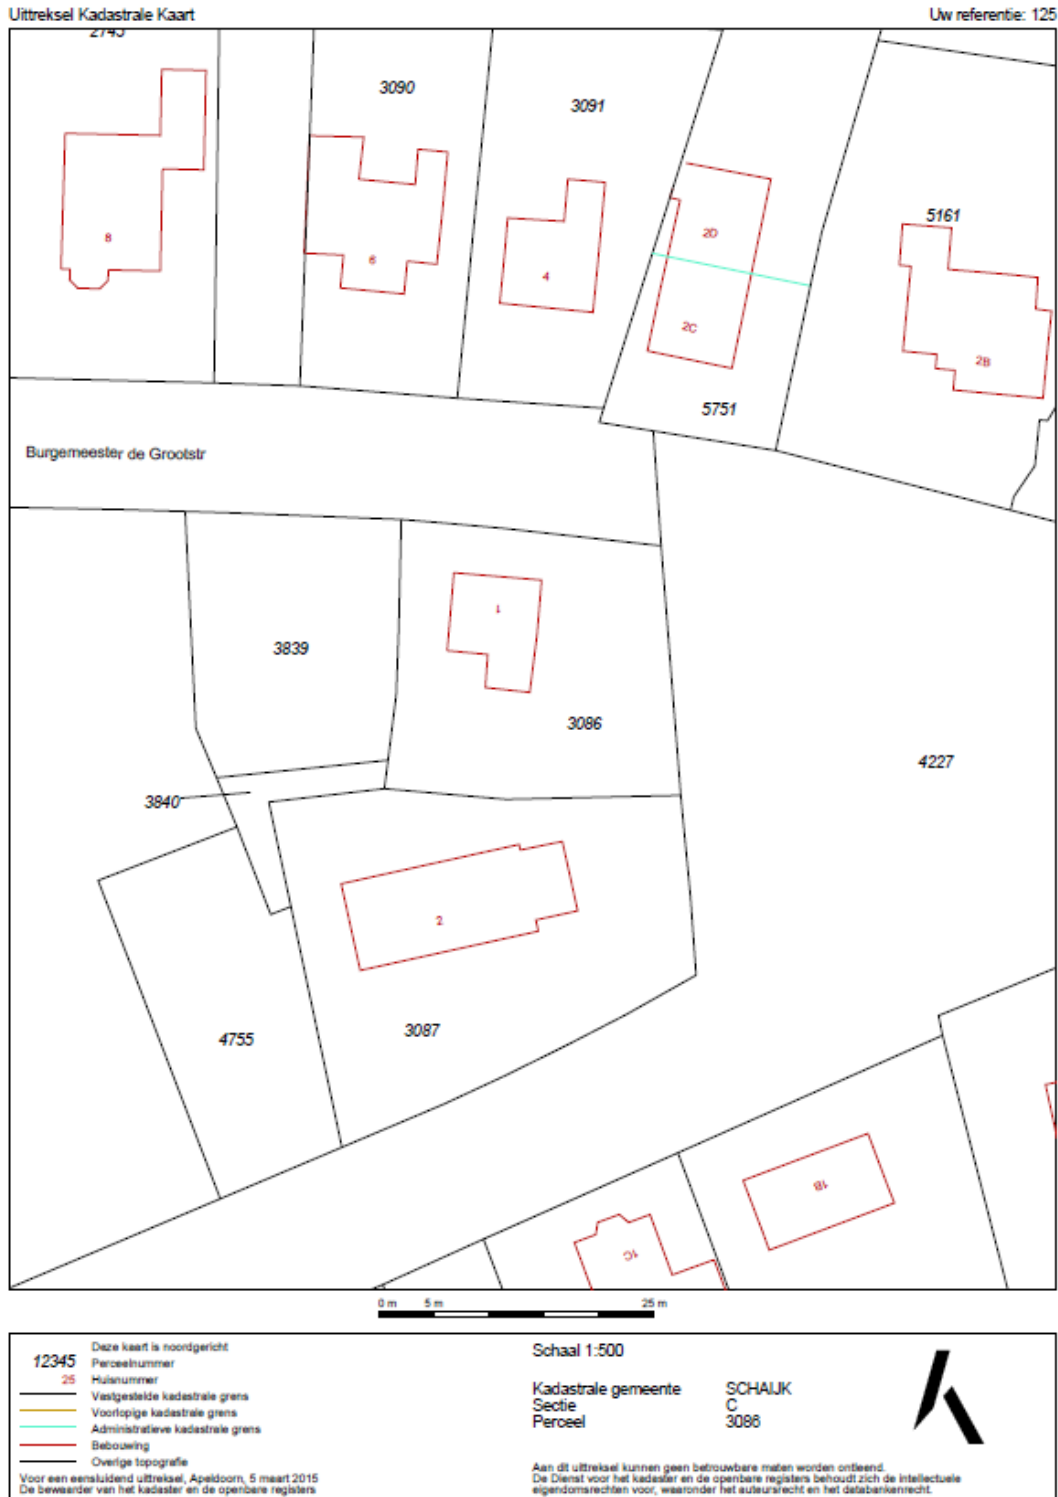 Uittreksel Kadastrale Kaart
Uw referentie: 125
2745
3090
3091
8
6
4
2D
2C
5161
2B
5751
Burgemeester de Grootstr
1
3839
3086
4227
3840
2
4755
3087
1B
1C
0 m 5 m 25 m
Deze kaart is noordgericht
12345 Perceelnummer
25 Huisnummer
Vastgestelde kadastrale grens
Voorlopige kadastrale grens
Administratieve kadastrale grens
Bebouwing
Overige topografie
Voor een eensluidend uittreksel, Apeldoorn, 5 maart 2015
De bewaarder van het kadaster en de openbare registers
Schaal 1:500
Kadastrale gemeente SCHAIJK
Sectie C
Perceel 3086
Aan dit uittreksel kunnen geen betrouwbare maten worden ontleend.
De Dienst voor het kadaster en de openbare registers behoudt zich de intellectuele
eigendomsrechten voor, waaronder het auteursrecht en het databankenrecht.